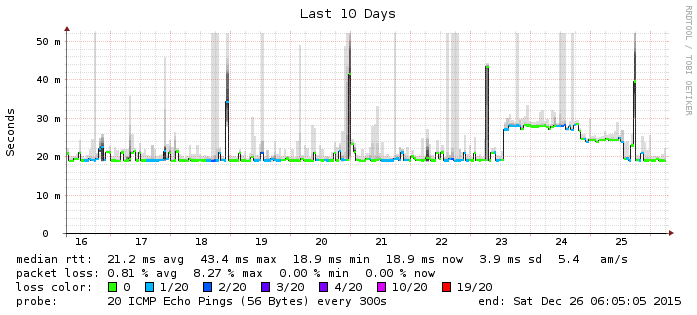 Last 10 Days
RRDTOOL / TOBI OETIKER
Seconds
50 m
40 m
30 m
20 m
10 m
0
16 17 18 19 20 21 22 23 24 25
median rtt: 21.2 ms avg 43.4 ms max 18.9 ms min 18.9 ms now 3.9 ms sd 5.4 am/s
packet loss: 0.81 % avg 8.27 % max 0.00 % min 0.00 % now
loss color: 0 1/20 2/20 3/20 4/20 10/20 19/20
probe: 20 ICMP Echo Pings (56 Bytes) every 300s end: Sat Dec 26 06:05:05 2015